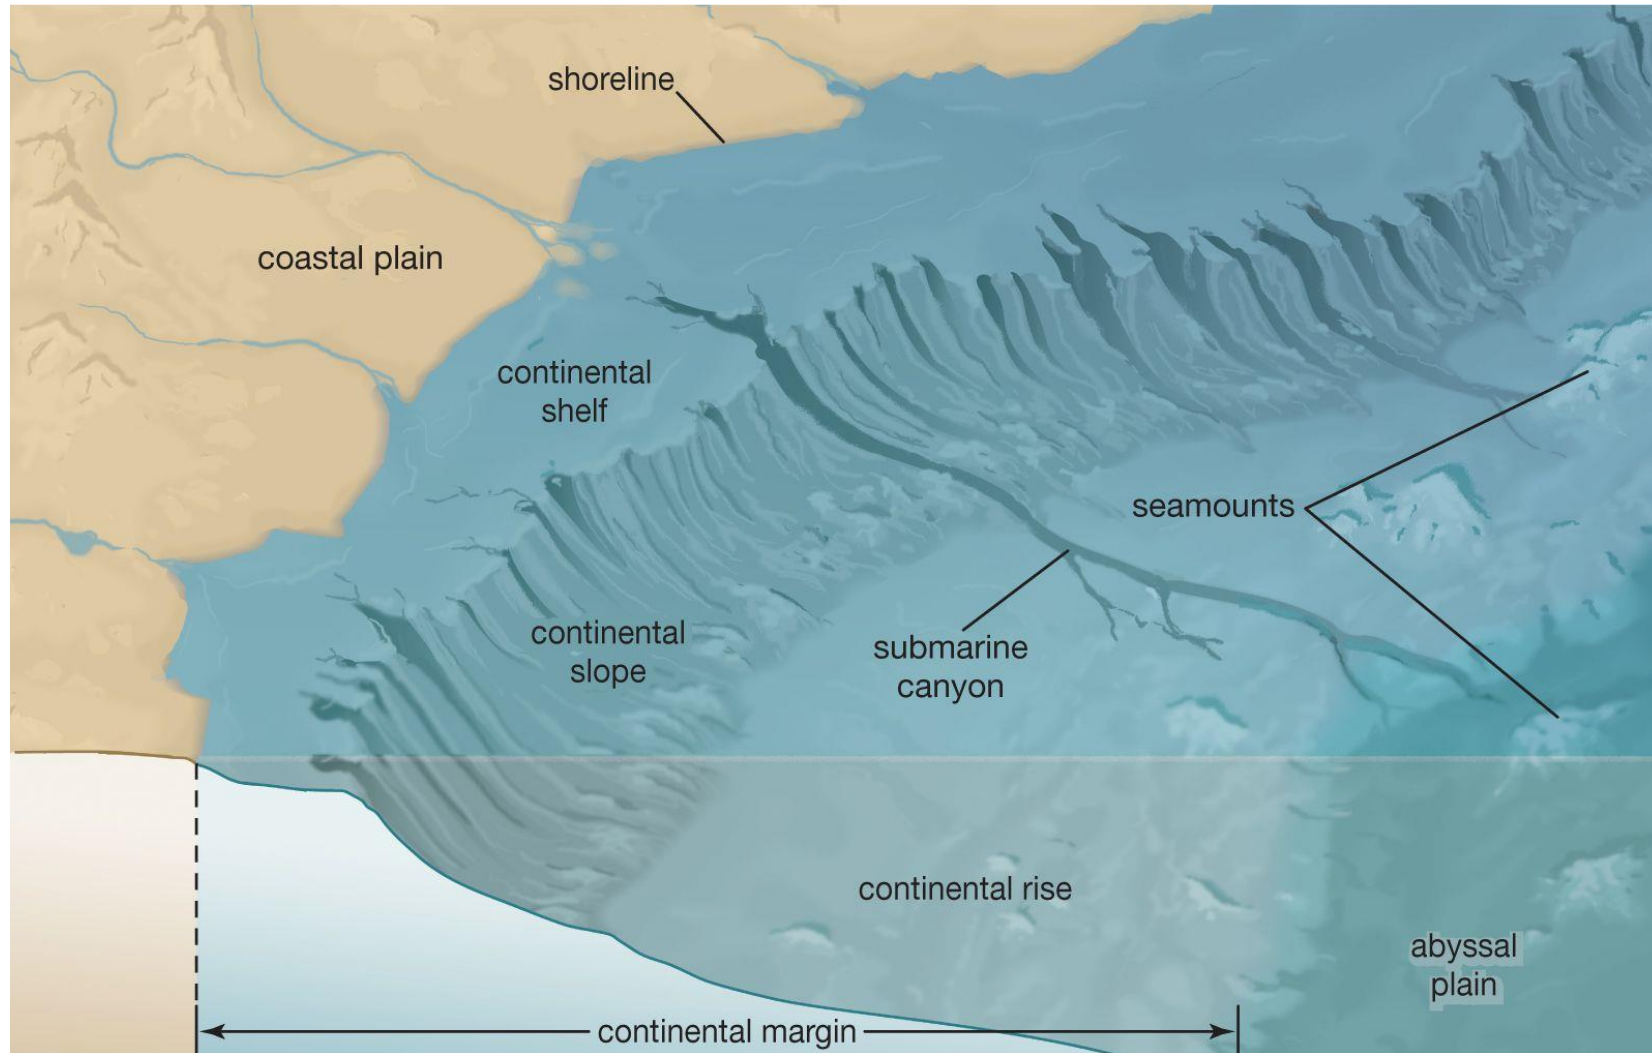 shoreline
coastal plain
continental
shelf
seamounts
continental
slope
submarine
canyon
continental rise
abyssal
plain
continental margin